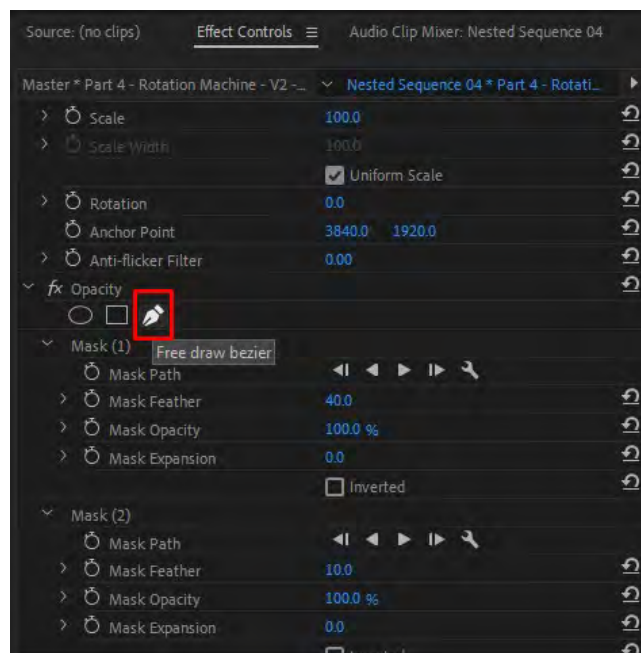 Source: (no clips) Effect Controls ≡ Audio Clip Mixer: Nested Sequence 04
Master * Part 4 - Rotation Machine - V2 -... Nested Sequence 04 * Part 4 - Rotati...
Scale 100.0
Scale Width 100.0
Uniform Scale
Rotation 0.0
Anchor Point 3840.0 1920.0
Anti-flicker Filter 0.00
fx Opacity
Mask (1)
Free draw bezier
Mask Path
Mask Feather 40.0
Mask Opacity 100.0 %
Mask Expansion 0.0
Inverted
Mask (2)
Mask Path
Mask Feather 10.0
Mask Opacity 100.0 %
Mask Expansion 0.0